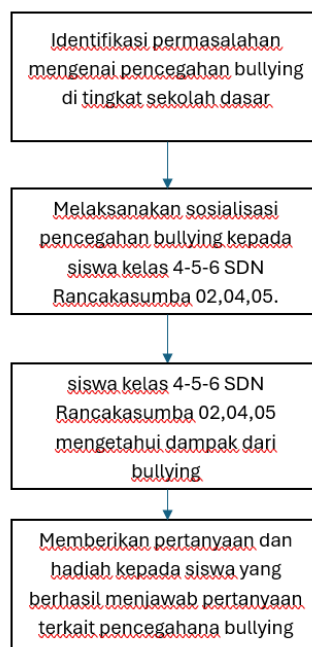 Identifikasi permasalahan
mengenai pencegahan bullying
di tingkat sekolah dasar
Melaksanakan sosialisasi
pencegahan bullying kepada
siswa kelas 4-5-6 SDN
Rancakasumba 02,04,05.
siswa kelas 4-5-6 SDN
Rancakasumba 02,04,05
mengetahui dampak dari
bullying
Memberikan pertanyaan dan
hadiah kepada siswa yang
berhasil menjawab pertanyaan
terkait pencegahana bullying